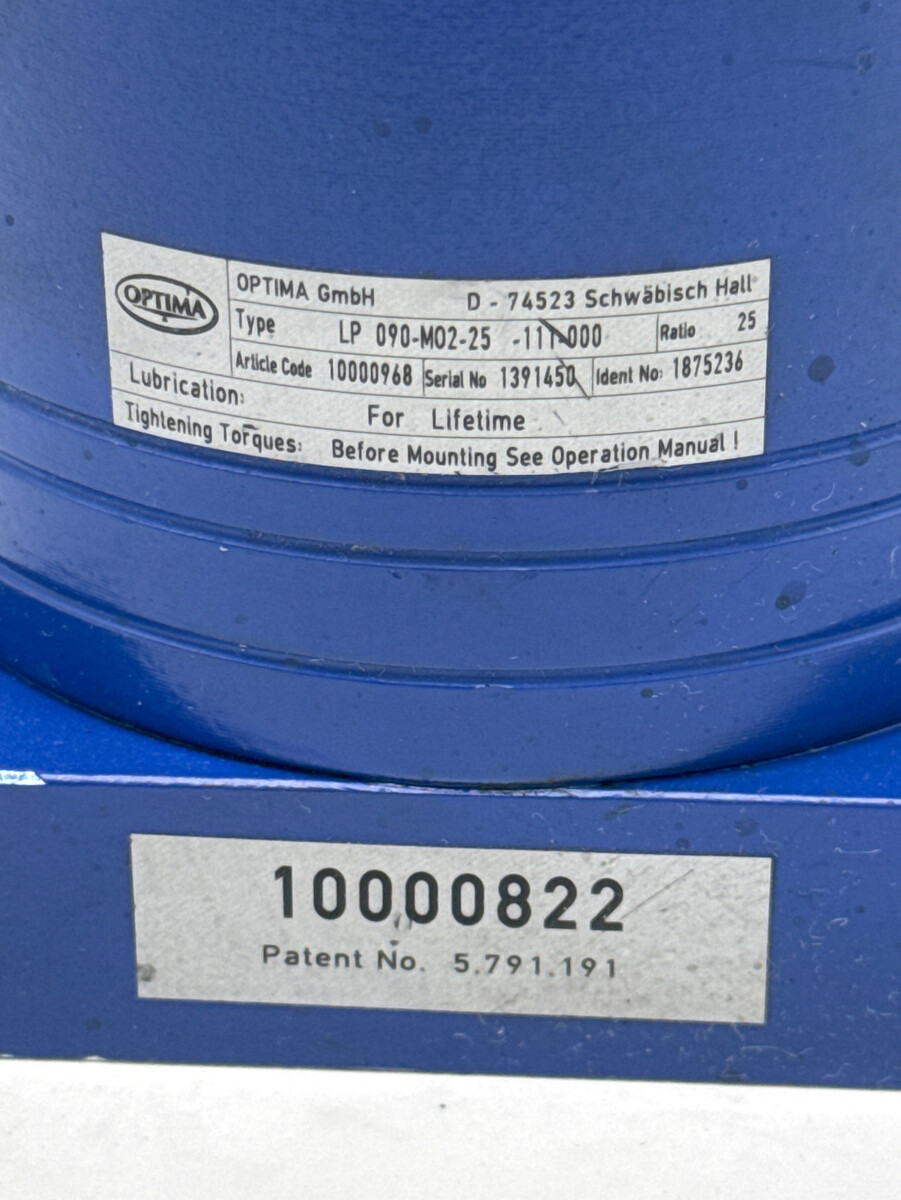 OPTIMA
OPTIMA GmbH D - 74523 Schwäbisch Hall
Type LP 090-M02-25 -111-000 Ratio 25
Article Code 10000968 Serial No 1391450 Ident No: 1875236
Lubrication: For Lifetime
Tightening Torques: Before Mounting See Operation Manual !
10000822
Patent No. 5.791.191